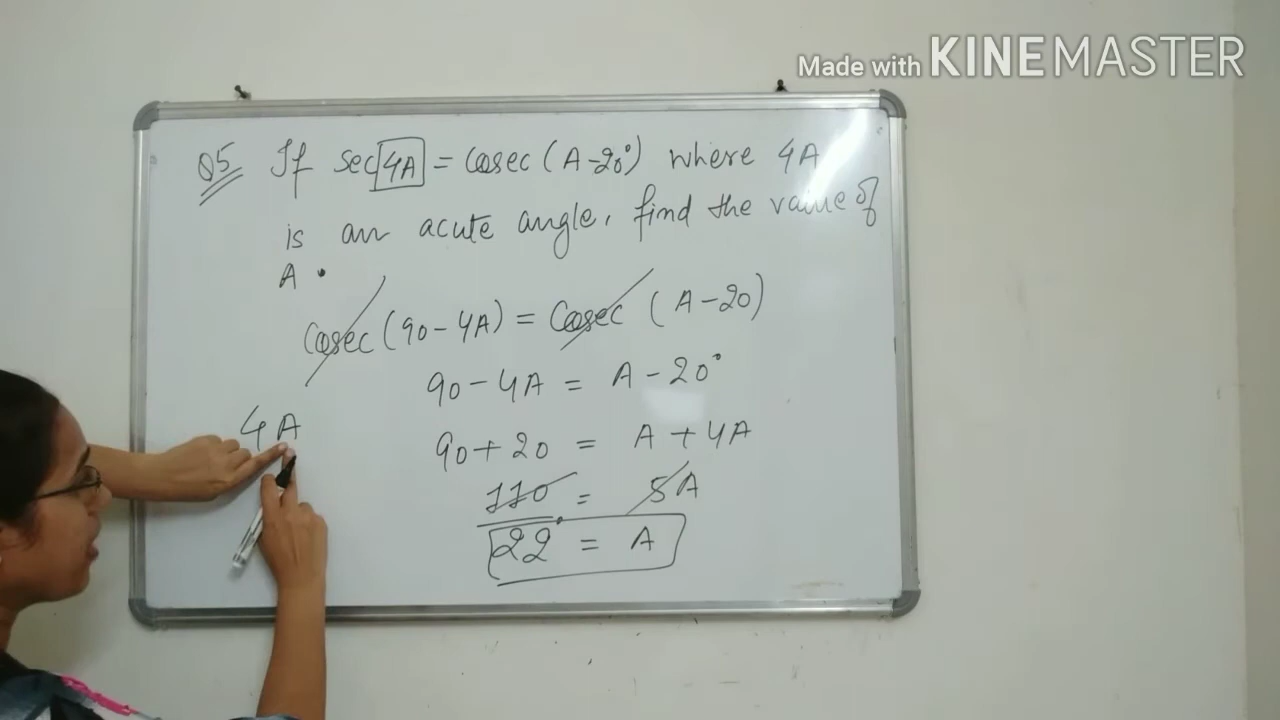 Made with KINEMASTER
Q5 If sec 4A = Cosec (A-20°) where 4A
is an acute angle, find the value of
A.
Cosec (90-4A) = Cosec (A-20)
90-4A = A-20°
4A
90+20 = A+4A
110 = 5A
22° = A